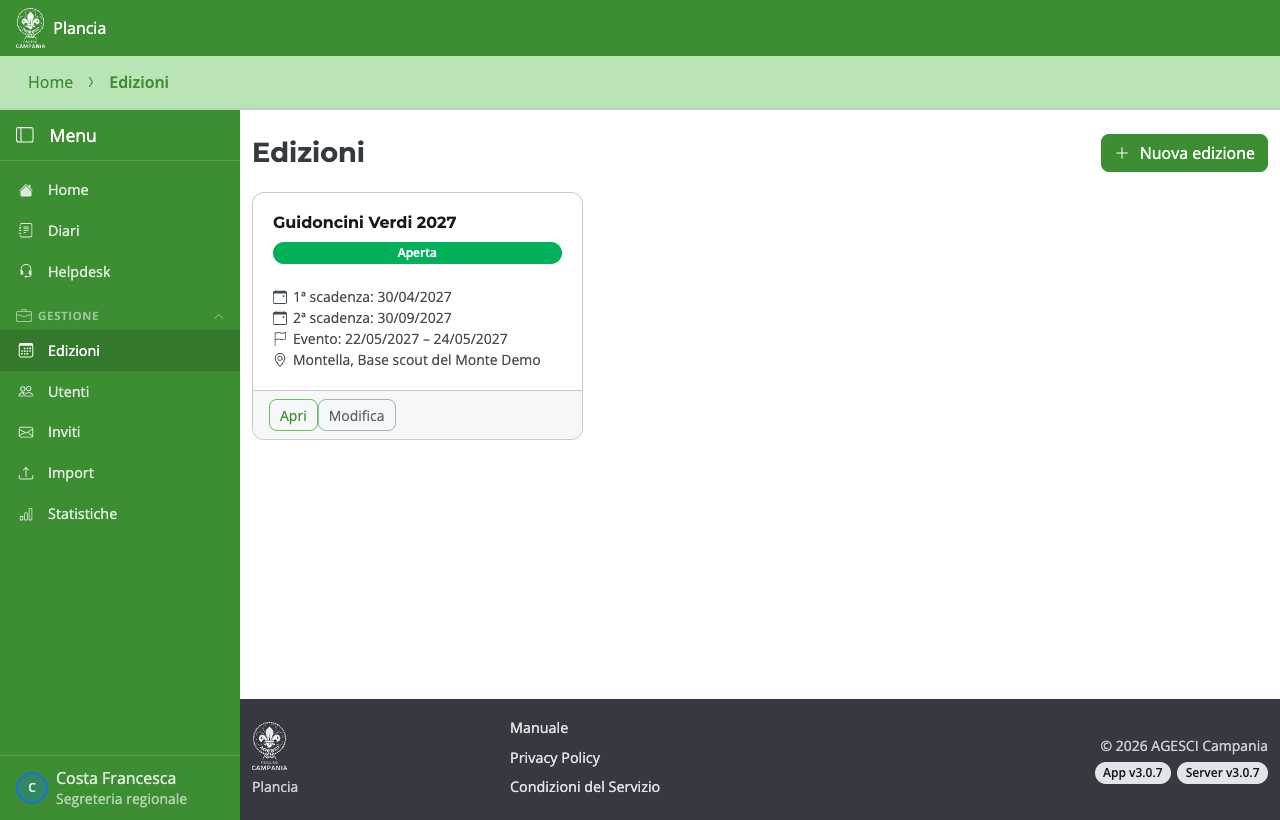 CAMPANIA
Plancia
Home
Edizioni
Menu
Home
Diari
Helpdesk
GESTIONE
Edizioni
Utenti
Inviti
Import
Statistiche
C
Costa Francesca
Segreteria regionale
Edizioni
Nuova edizione
Guidoncini Verdi 2027
Aperta
1ª scadenza: 30/04/2027
2ª scadenza: 30/09/2027
Evento: 22/05/2027 – 24/05/2027
Montella, Base scout del Monte Demo
Apri
Modifica
CAMPANIA
Plancia
Manuale
Privacy Policy
Condizioni del Servizio
© 2026 AGESCI Campania
App v3.0.7
Server v3.0.7